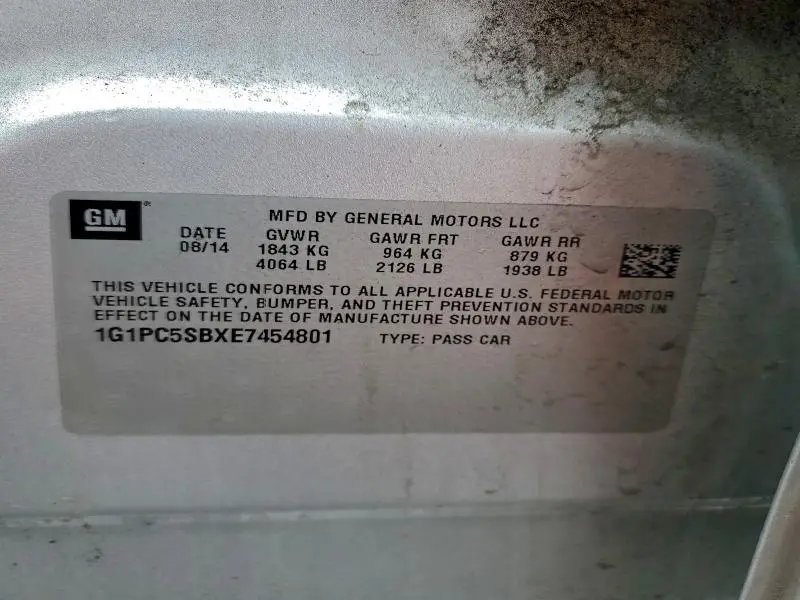 GM
MFD BY GENERAL MOTORS LLC
DATE GVWR GAWR FRT GAWR RR
08/14 1843 KG 964 KG 879 KG
4064 LB 2126 LB 1938 LB
THIS VEHICLE CONFORMS TO ALL APPLICABLE U.S. FEDERAL MOTOR
VEHICLE SAFETY, BUMPER, AND THEFT PREVENTION STANDARDS IN
EFFECT ON THE DATE OF MANUFACTURE SHOWN ABOVE.
1G1PC5SBXE7454801 TYPE: PASS CAR